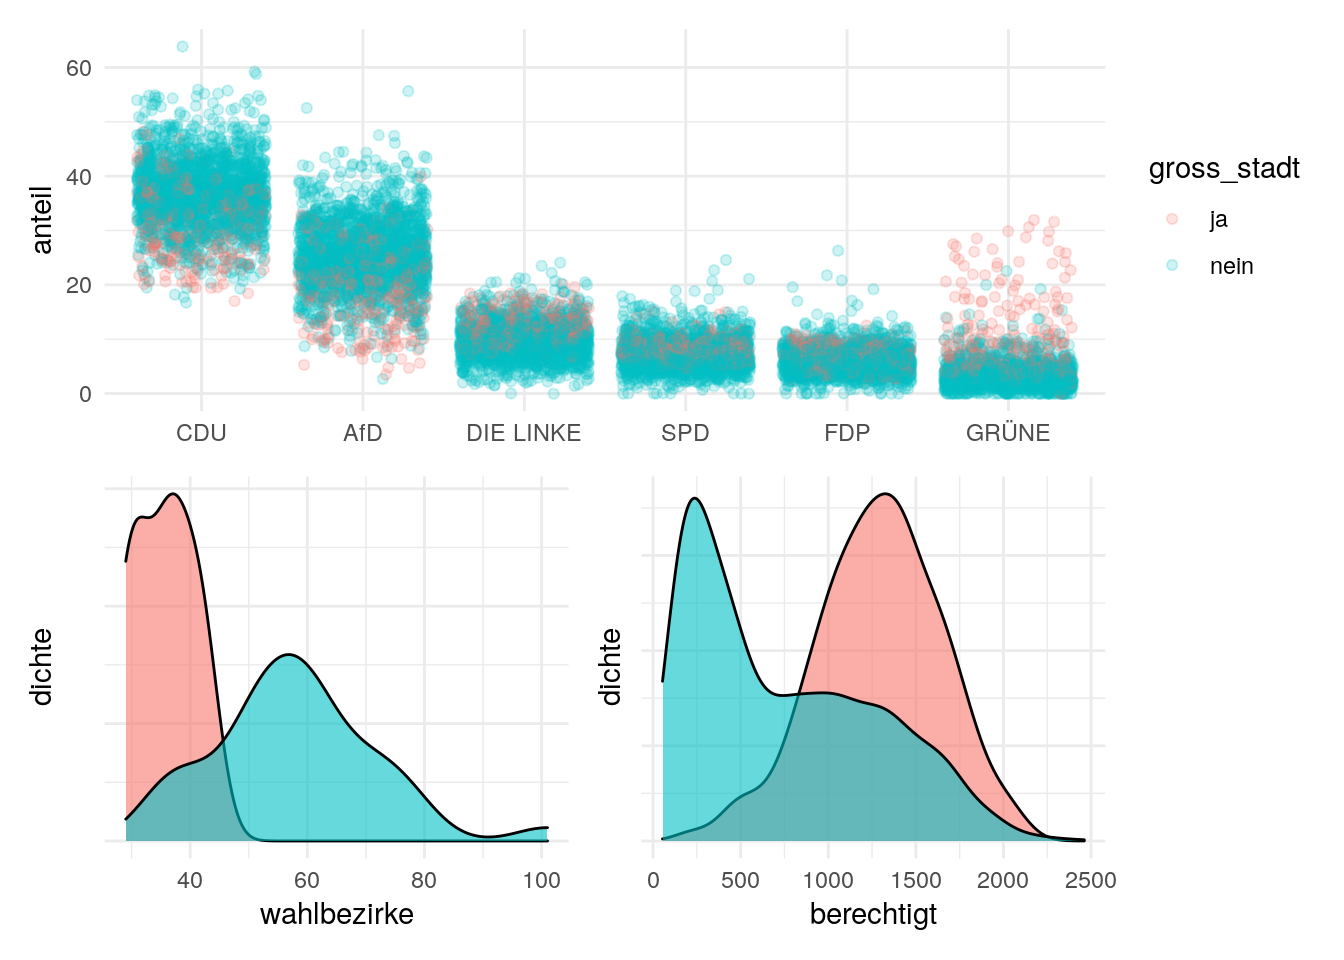 60
40
20
0
anteil
CDU AfD DIE LINKE SPD FDP GRÜNE
gross_stadt
ja
nein
dichte
40 60 80 100
wahlbezirke
dichte
0 500 1000 1500 2000 2500
berechtigt